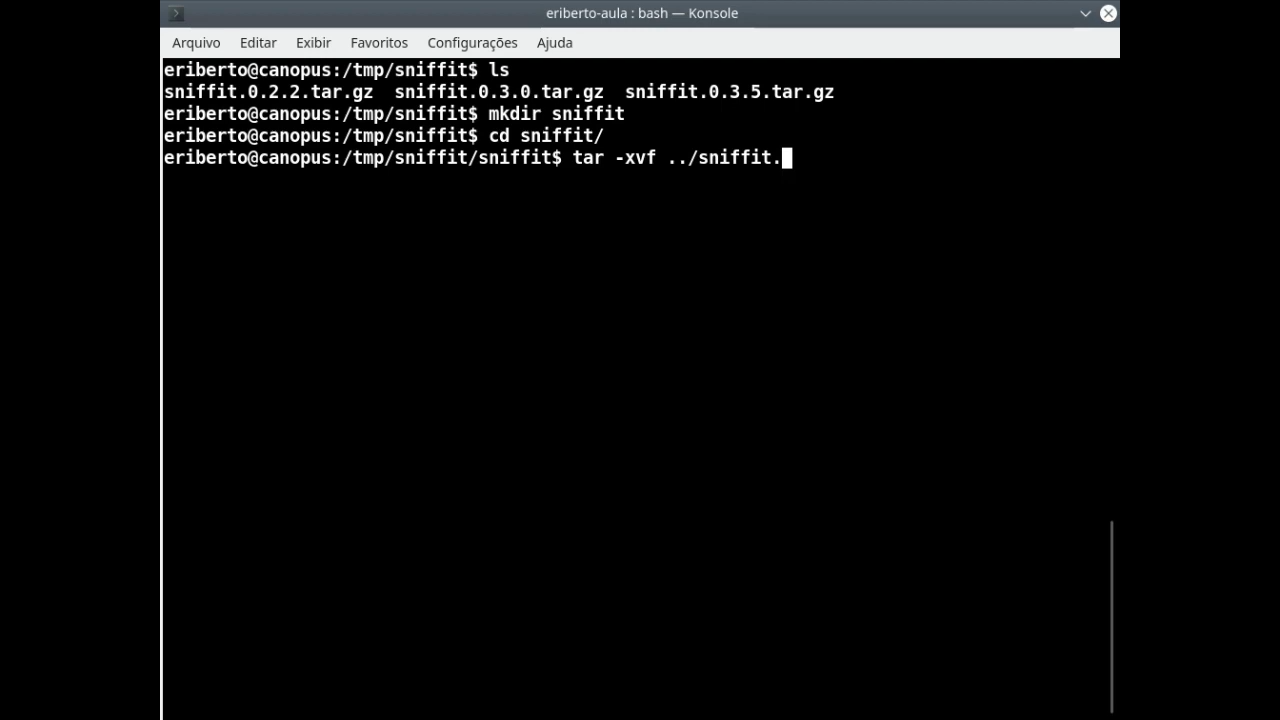 eriberto-aula : bash — Konsole
Arquivo Editar Exibir Favoritos Configurações Ajuda
eriberto@canopus:/tmp/sniffit$ ls
sniffit.0.2.2.tar.gz  sniffit.0.3.0.tar.gz  sniffit.0.3.5.tar.gz
eriberto@canopus:/tmp/sniffit$ mkdir sniffit
eriberto@canopus:/tmp/sniffit$ cd sniffit/
eriberto@canopus:/tmp/sniffit/sniffit$ tar -xvf ../sniffit.